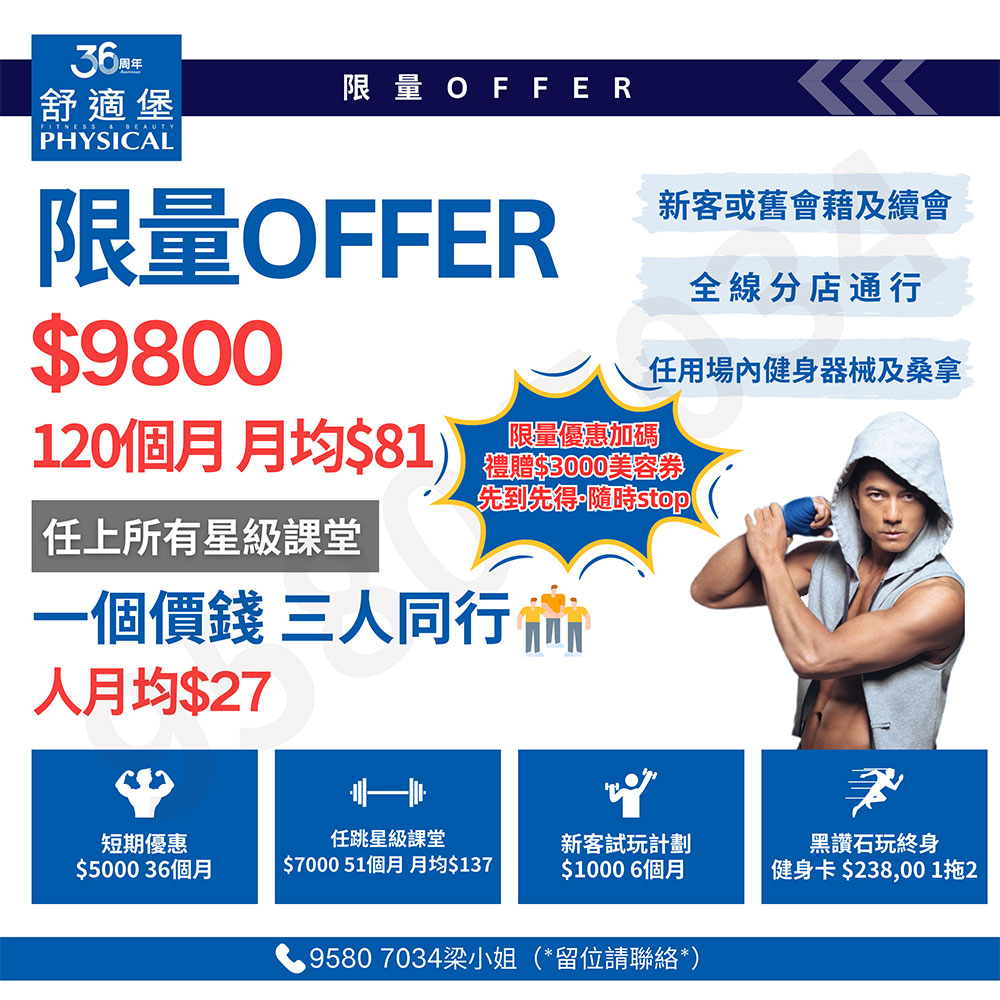 36周年
Anniversary
舒適堡
FITNESS & BEAUTY
PHYSICAL
限量OFFER
限量OFFER
新客或舊會藉及續會
全線分店通行
任用場內健身器械及桑拿
$9800
120個月 月均$81
限量優惠加碼
禮贈$3000美容券
先到先得·隨時stop
任上所有星級課堂
一個價錢 三人同行
人月均$27
短期優惠
$5000 36個月
任跳星級課堂
$7000 51個月 月均$137
新客試玩計劃
$1000 6個月
黑讚石玩終身
健身卡 $238,00 1拖2
9580 7034梁小姐（*留位請聯絡*）
9580 7034